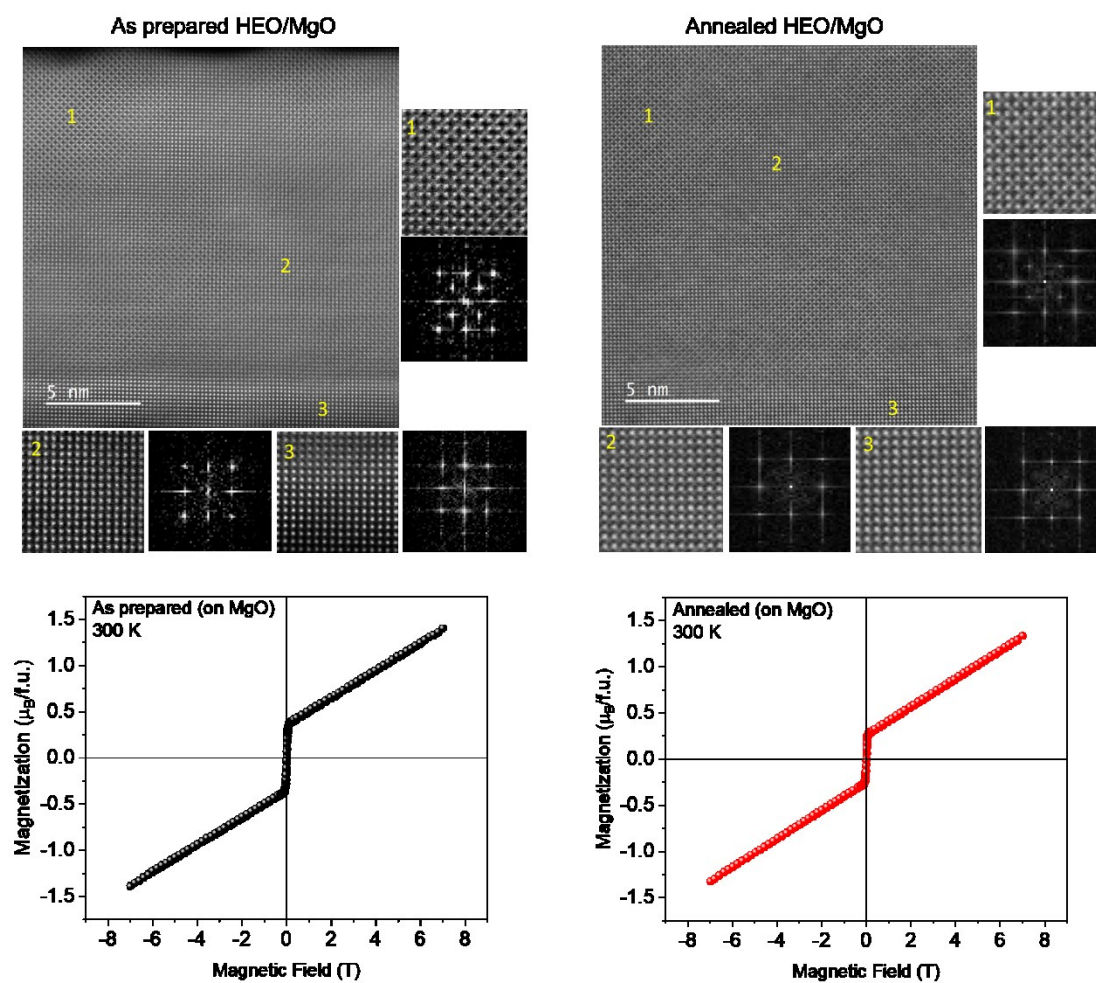 As prepared HEO/MgO
Annealed HEO/MgO
1
2
3
5 nm
1
2
3
1
2
3
5 nm
1
2
3
As prepared (on MgO)
300 K
Magnetization (μB/f.u.)
1.5
1.0
0.5
0.0
-0.5
-1.0
-1.5
-8 -6 -4 -2 0 2 4 6 8
Magnetic Field (T)
Annealed (on MgO)
300 K
Magnetization (μB/f.u.)
1.5
1.0
0.5
0.0
-0.5
-1.0
-1.5
-8 -6 -4 -2 0 2 4 6 8
Magnetic Field (T)